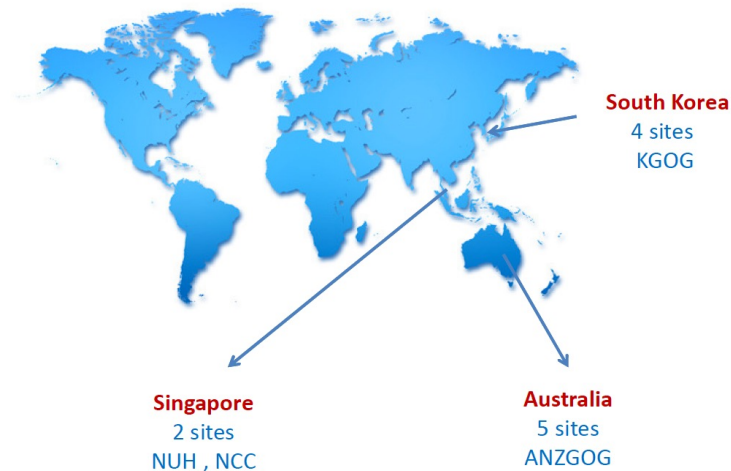 South Korea
4 sites
KGOG
Singapore
2 sites
NUH , NCC
Australia
5 sites
ANZGOG